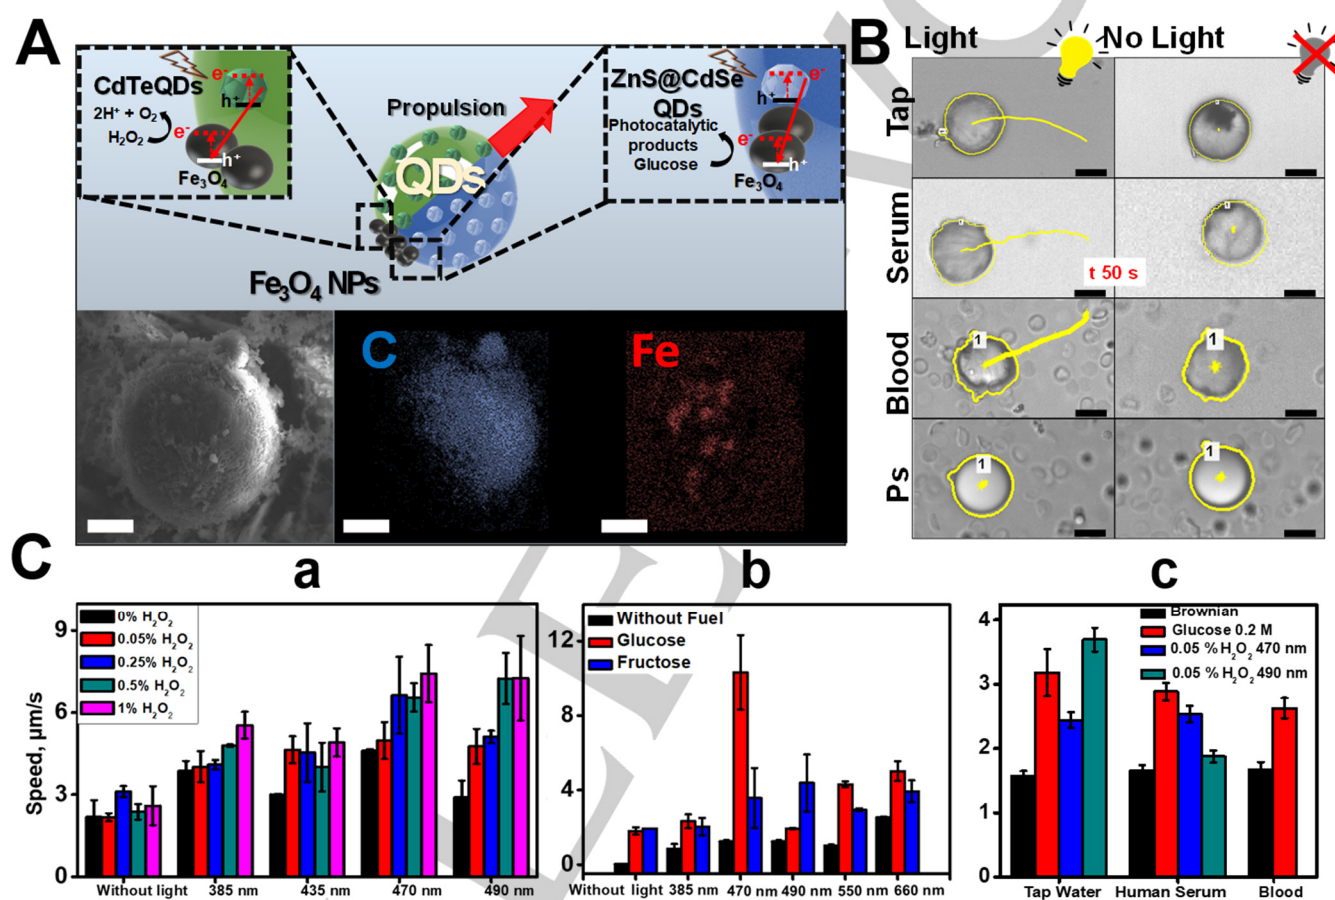 A
CdTeQDs
e-
h+
2H+ + O2
H2O2
e-
h+
Fe3O4
Propulsion
QDs
Fe3O4 NPs
ZnS@CdSe
QDs
e-
h+
Photocatalytic
products
Glucose
e-
h+
Fe3O4
C
Fe
B
Light
No Light
Tap
Serum
t 50 s
Blood
1
1
Ps
1
1
C
a
Speed, µm/s
9
6
3
0
0% H2O2
0.05% H2O2
0.25% H2O2
0.5% H2O2
1% H2O2
Without light
385 nm
435 nm
470 nm
490 nm
b
12
8
4
0
Without Fuel
Glucose
Fructose
Without light
385 nm
470 nm
490 nm
550 nm
660 nm
c
4
3
2
1
0
Brownian
Glucose 0.2 M
0.05 % H2O2 470 nm
0.05 % H2O2 490 nm
Tap Water
Human Serum
Blood